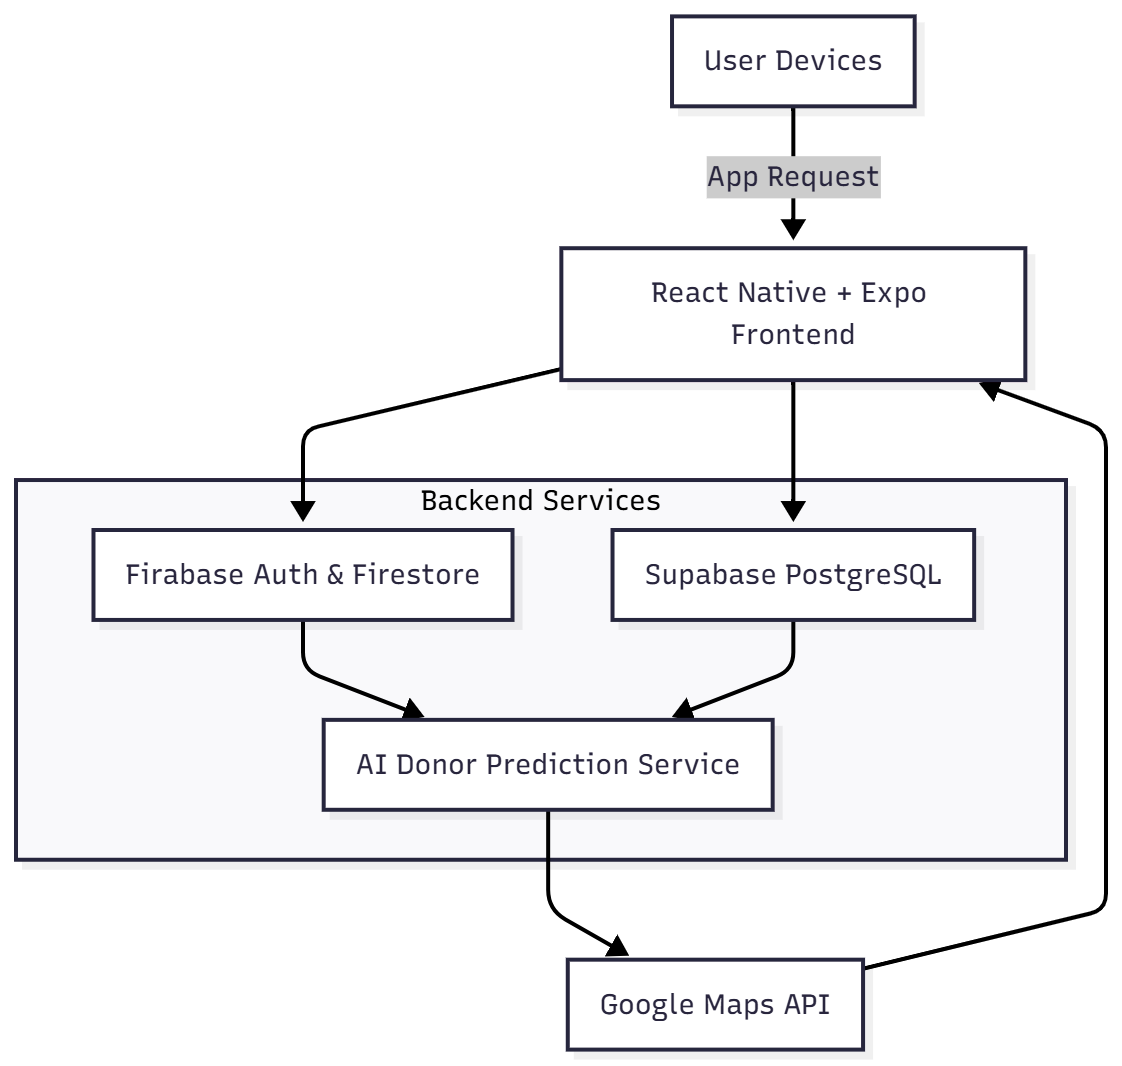 User Devices
App Request
React Native + Expo
Frontend
Backend Services
Firabase Auth & Firestore
Supabase PostgreSQL
AI Donor Prediction Service
Google Maps API